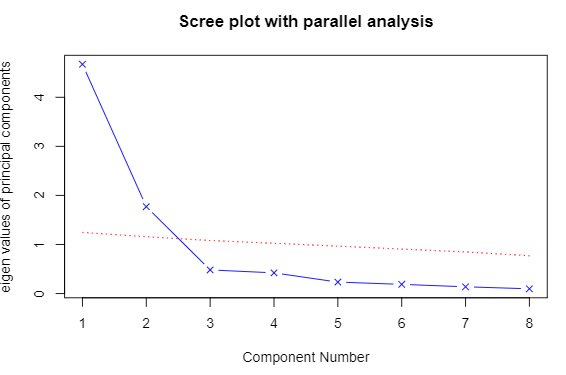 Scree plot with parallel analysis
eigen values of principal components
4
3
2
1
0
1 2 3 4 5 6 7 8
Component Number